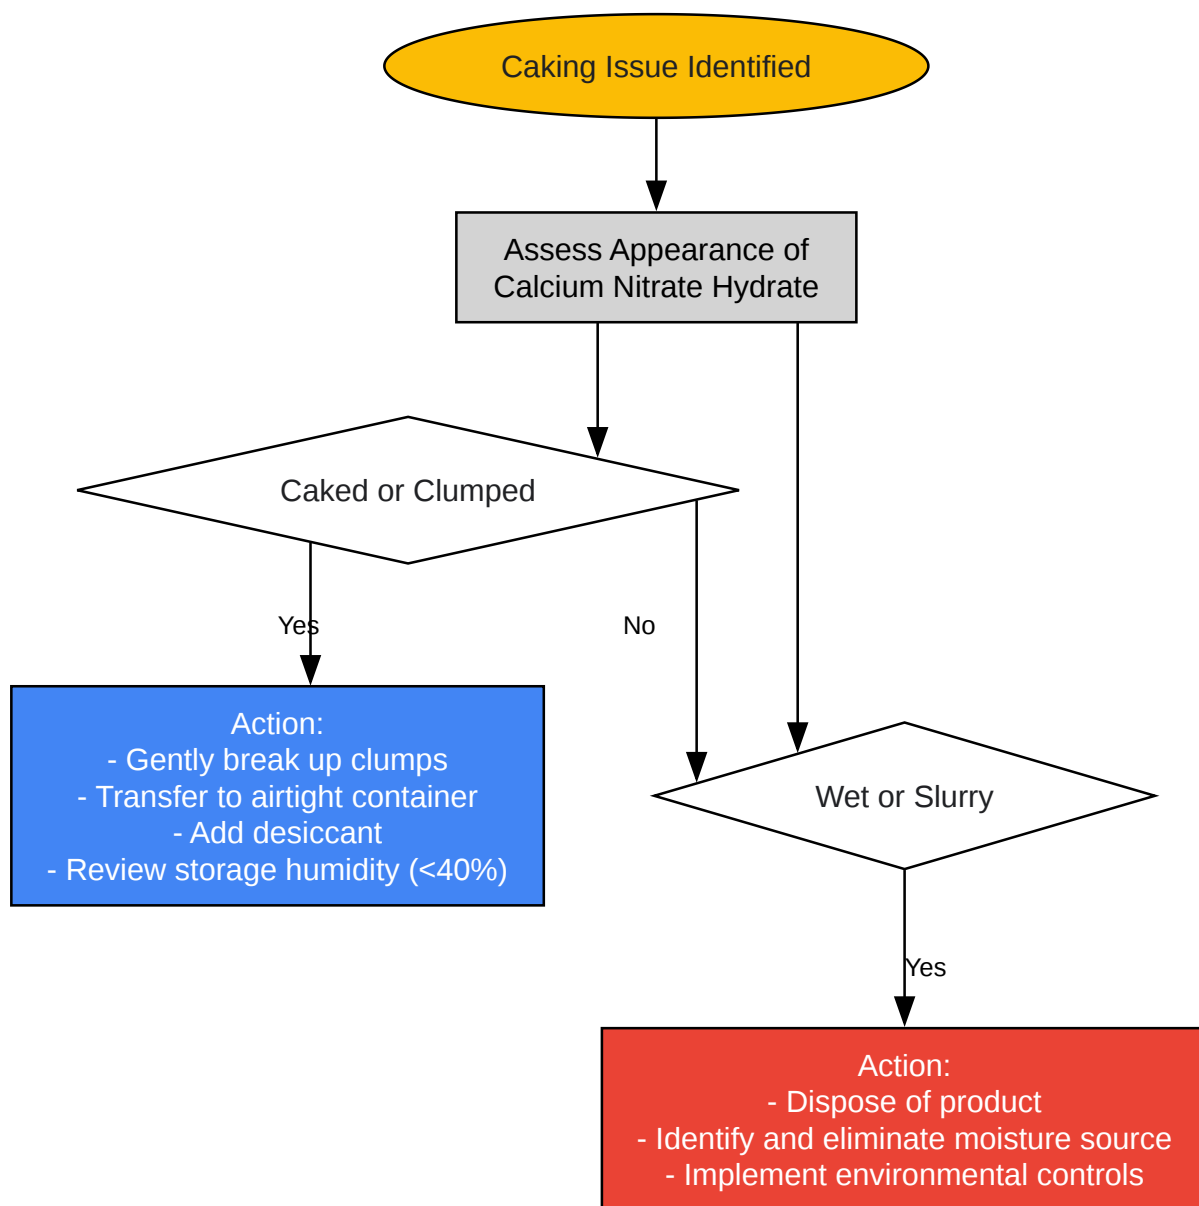 Caking Issue Identified
Assess Appearance of
Calcium Nitrate Hydrate
Caked or Clumped
Yes
No
Action:
- Gently break up clumps
- Transfer to airtight container
- Add desiccant
- Review storage humidity (<40%)
Wet or Slurry
Yes
Action:
- Dispose of product
- Identify and eliminate moisture source
- Implement environmental controls